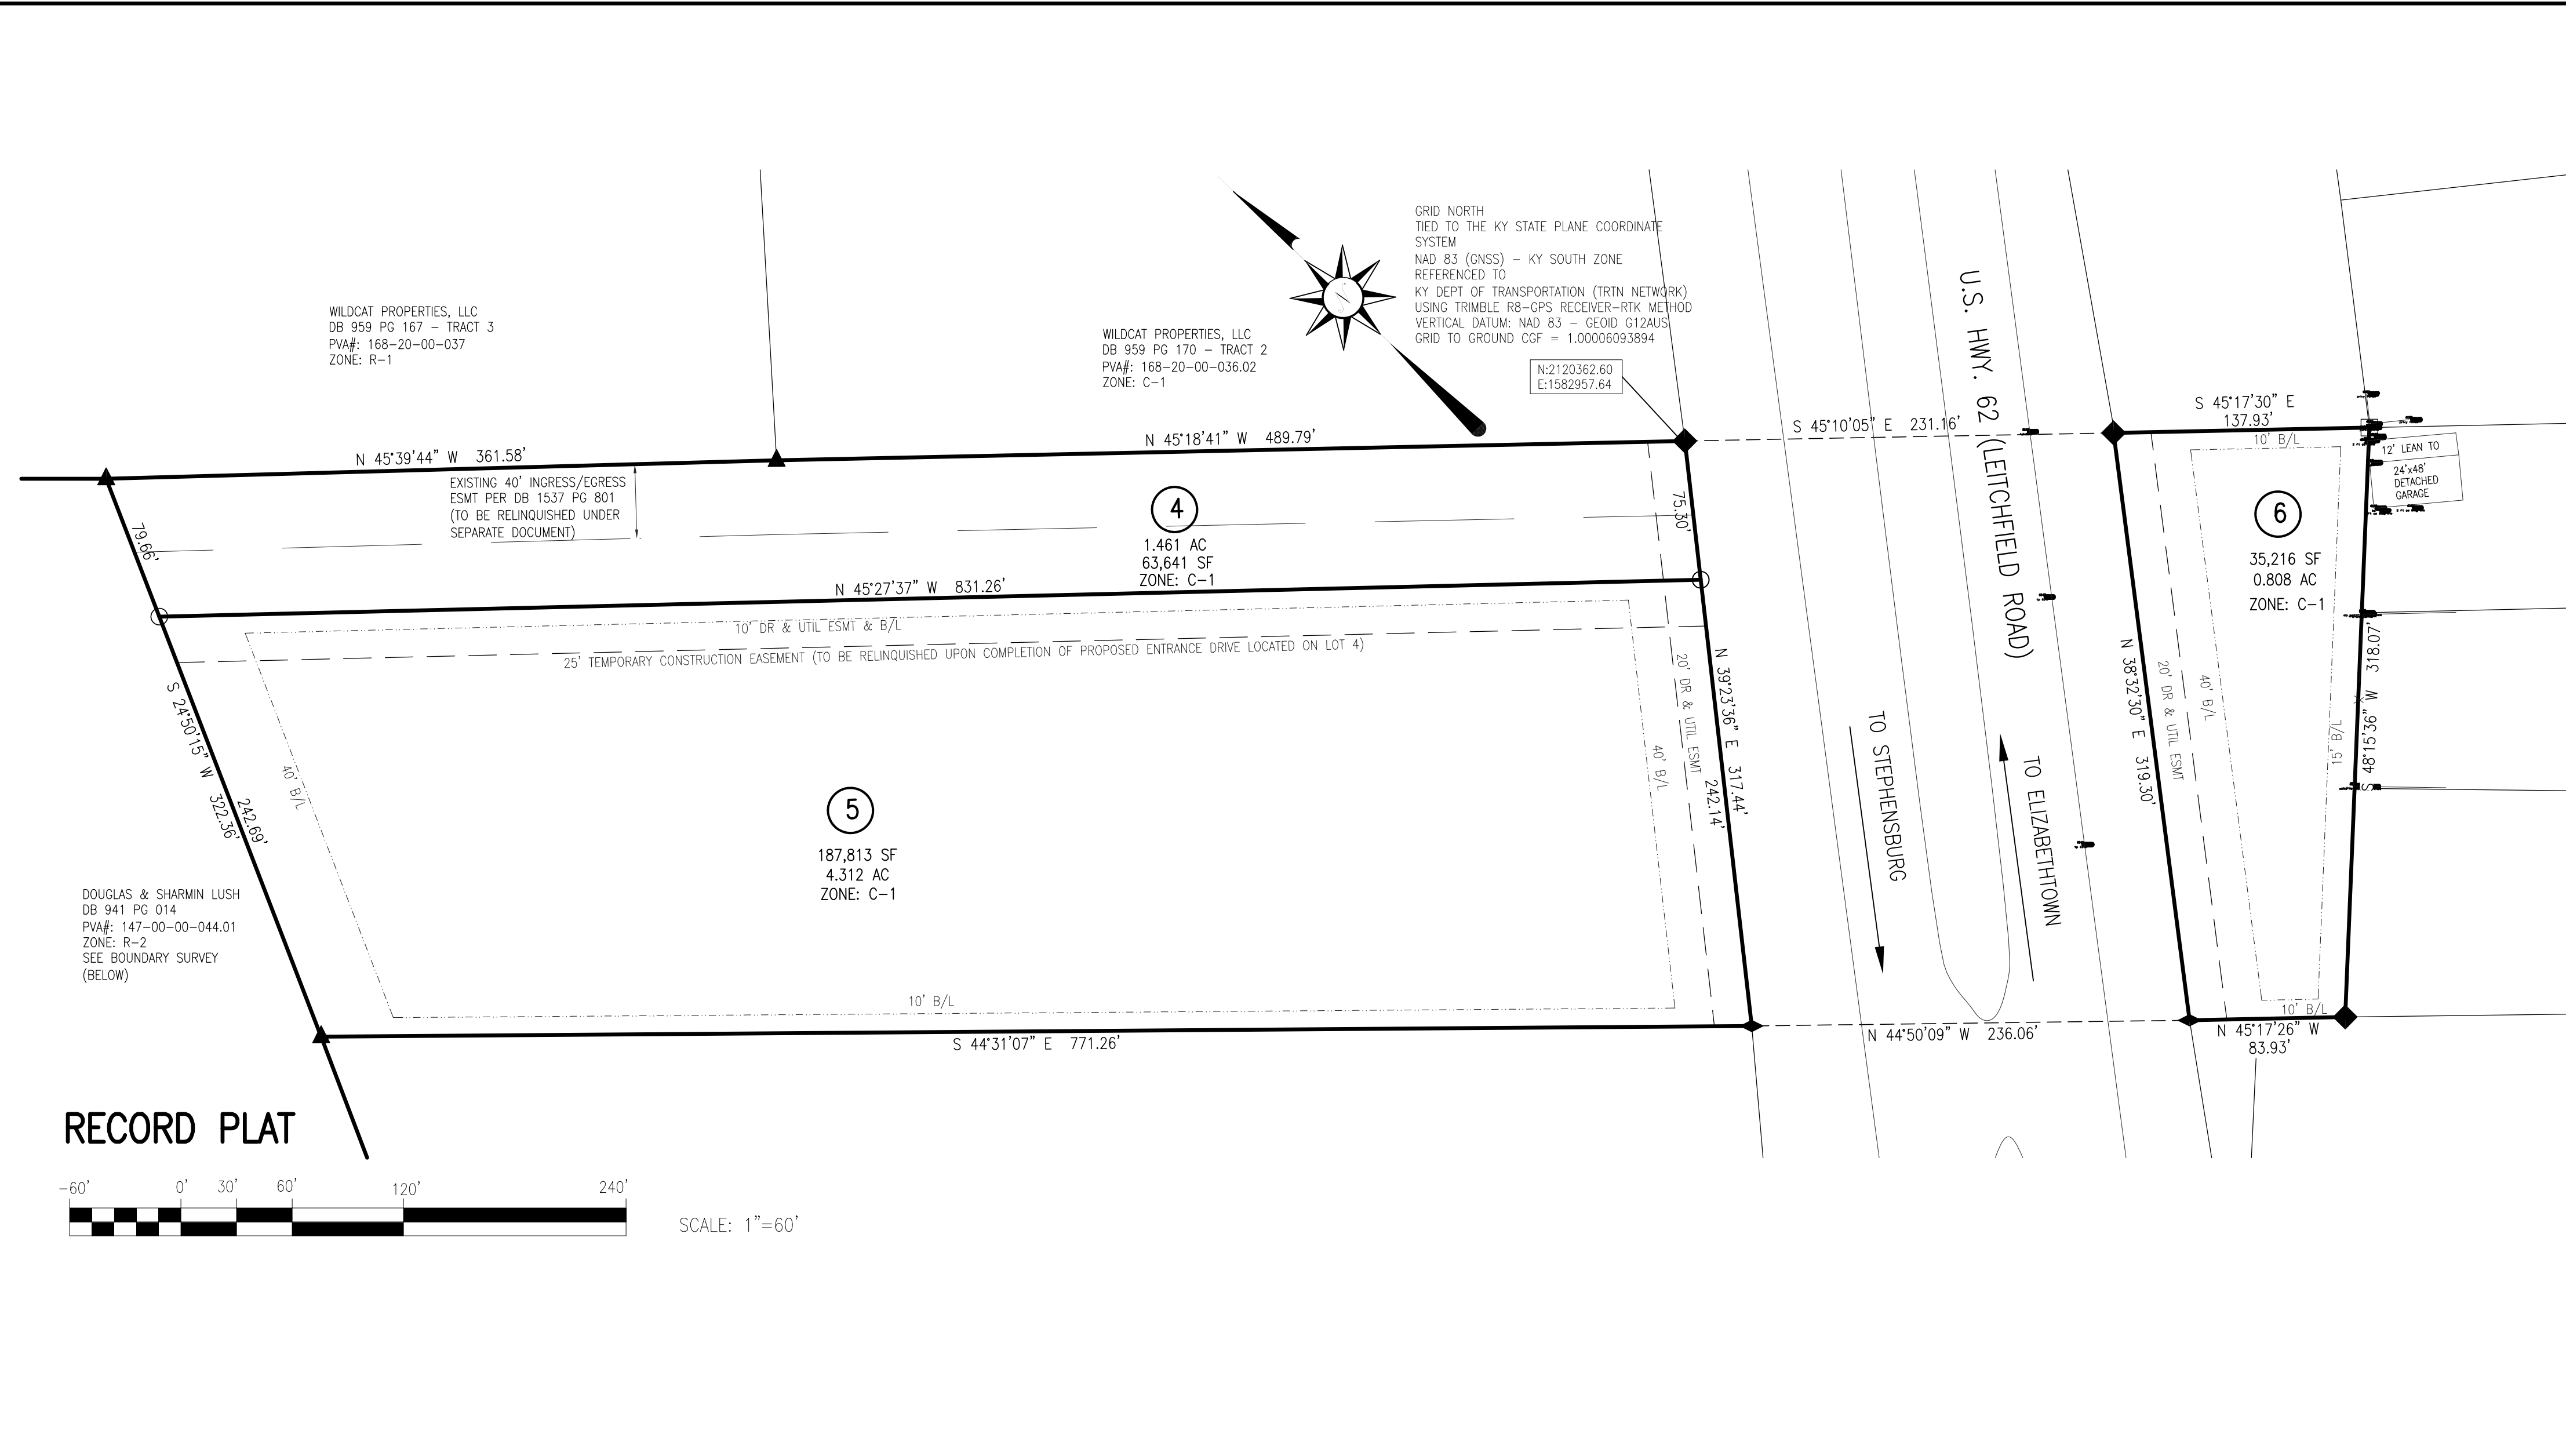 GRID NORTH
TIED TO THE KY STATE PLANE COORDINATE
SYSTEM
NAD 83 (GNSS) - KY SOUTH ZONE
REFERENCED TO
KY DEPT OF TRANSPORTATION (TRTN NETWORK)
USING TRIMBLE R8-GPS RECEIVER-RTK METHOD
VERTICAL DATUM: NAD 83 - GEOID G12AUS
GRID TO GROUND CGF = 1.00006093894
N:2120362.60
E:1582957.64
WILDCAT PROPERTIES, LLC
DB 959 PG 167 - TRACT 3
PVA#: 168-20-00-037
ZONE: R-1
WILDCAT PROPERTIES, LLC
DB 959 PG 170 - TRACT 2
PVA#: 168-20-00-036.02
ZONE: C-1
N 45°39'44" W 361.58'
N 45°18'41" W 489.79'
S 45°10'05" E 231.16'
S 45°17'30" E
137.93'
10' B/L
12' LEAN TO
24'x48'
DETACHED
GARAGE
EXISTING 40' INGRESS/EGRESS
ESMT PER DB 1537 PG 801
(TO BE RELINQUISHED UNDER
SEPARATE DOCUMENT)
79.66'
4
1.461 AC
63,641 SF
ZONE: C-1
75.30'
U.S. HWY. 62 (LEITCHFIELD ROAD)
6
35,216 SF
0.808 AC
ZONE: C-1
N 45°27'37" W 831.26'
10' DR & UTIL ESMT & B/L
25' TEMPORARY CONSTRUCTION EASEMENT (TO BE RELINQUISHED UPON COMPLETION OF PROPOSED ENTRANCE DRIVE LOCATED ON LOT 4)
S 24°50'15" W 322.36'
242.69'
40' B/L
5
187,813 SF
4.312 AC
ZONE: C-1
40' B/L
20' DR & UTIL ESMT
N 39°23'36" E 317.44'
242.14'
TO STEPHENSBURG
TO ELIZABETHTOWN
N 38°32'30" E 319.30'
20' DR & UTIL ESMT
40' B/L
15' B/L
S 48°15'36" W 318.07'
DOUGLAS & SHARMIN LUSH
DB 941 PG 014
PVA#: 147-00-00-044.01
ZONE: R-2
SEE BOUNDARY SURVEY
(BELOW)
10' B/L
S 44°31'07" E 771.26'
N 44°50'09" W 236.06'
10' B/L
N 45°17'26" W
83.93'
RECORD PLAT
-60' 0' 30' 60' 120' 240'
SCALE: 1"=60'